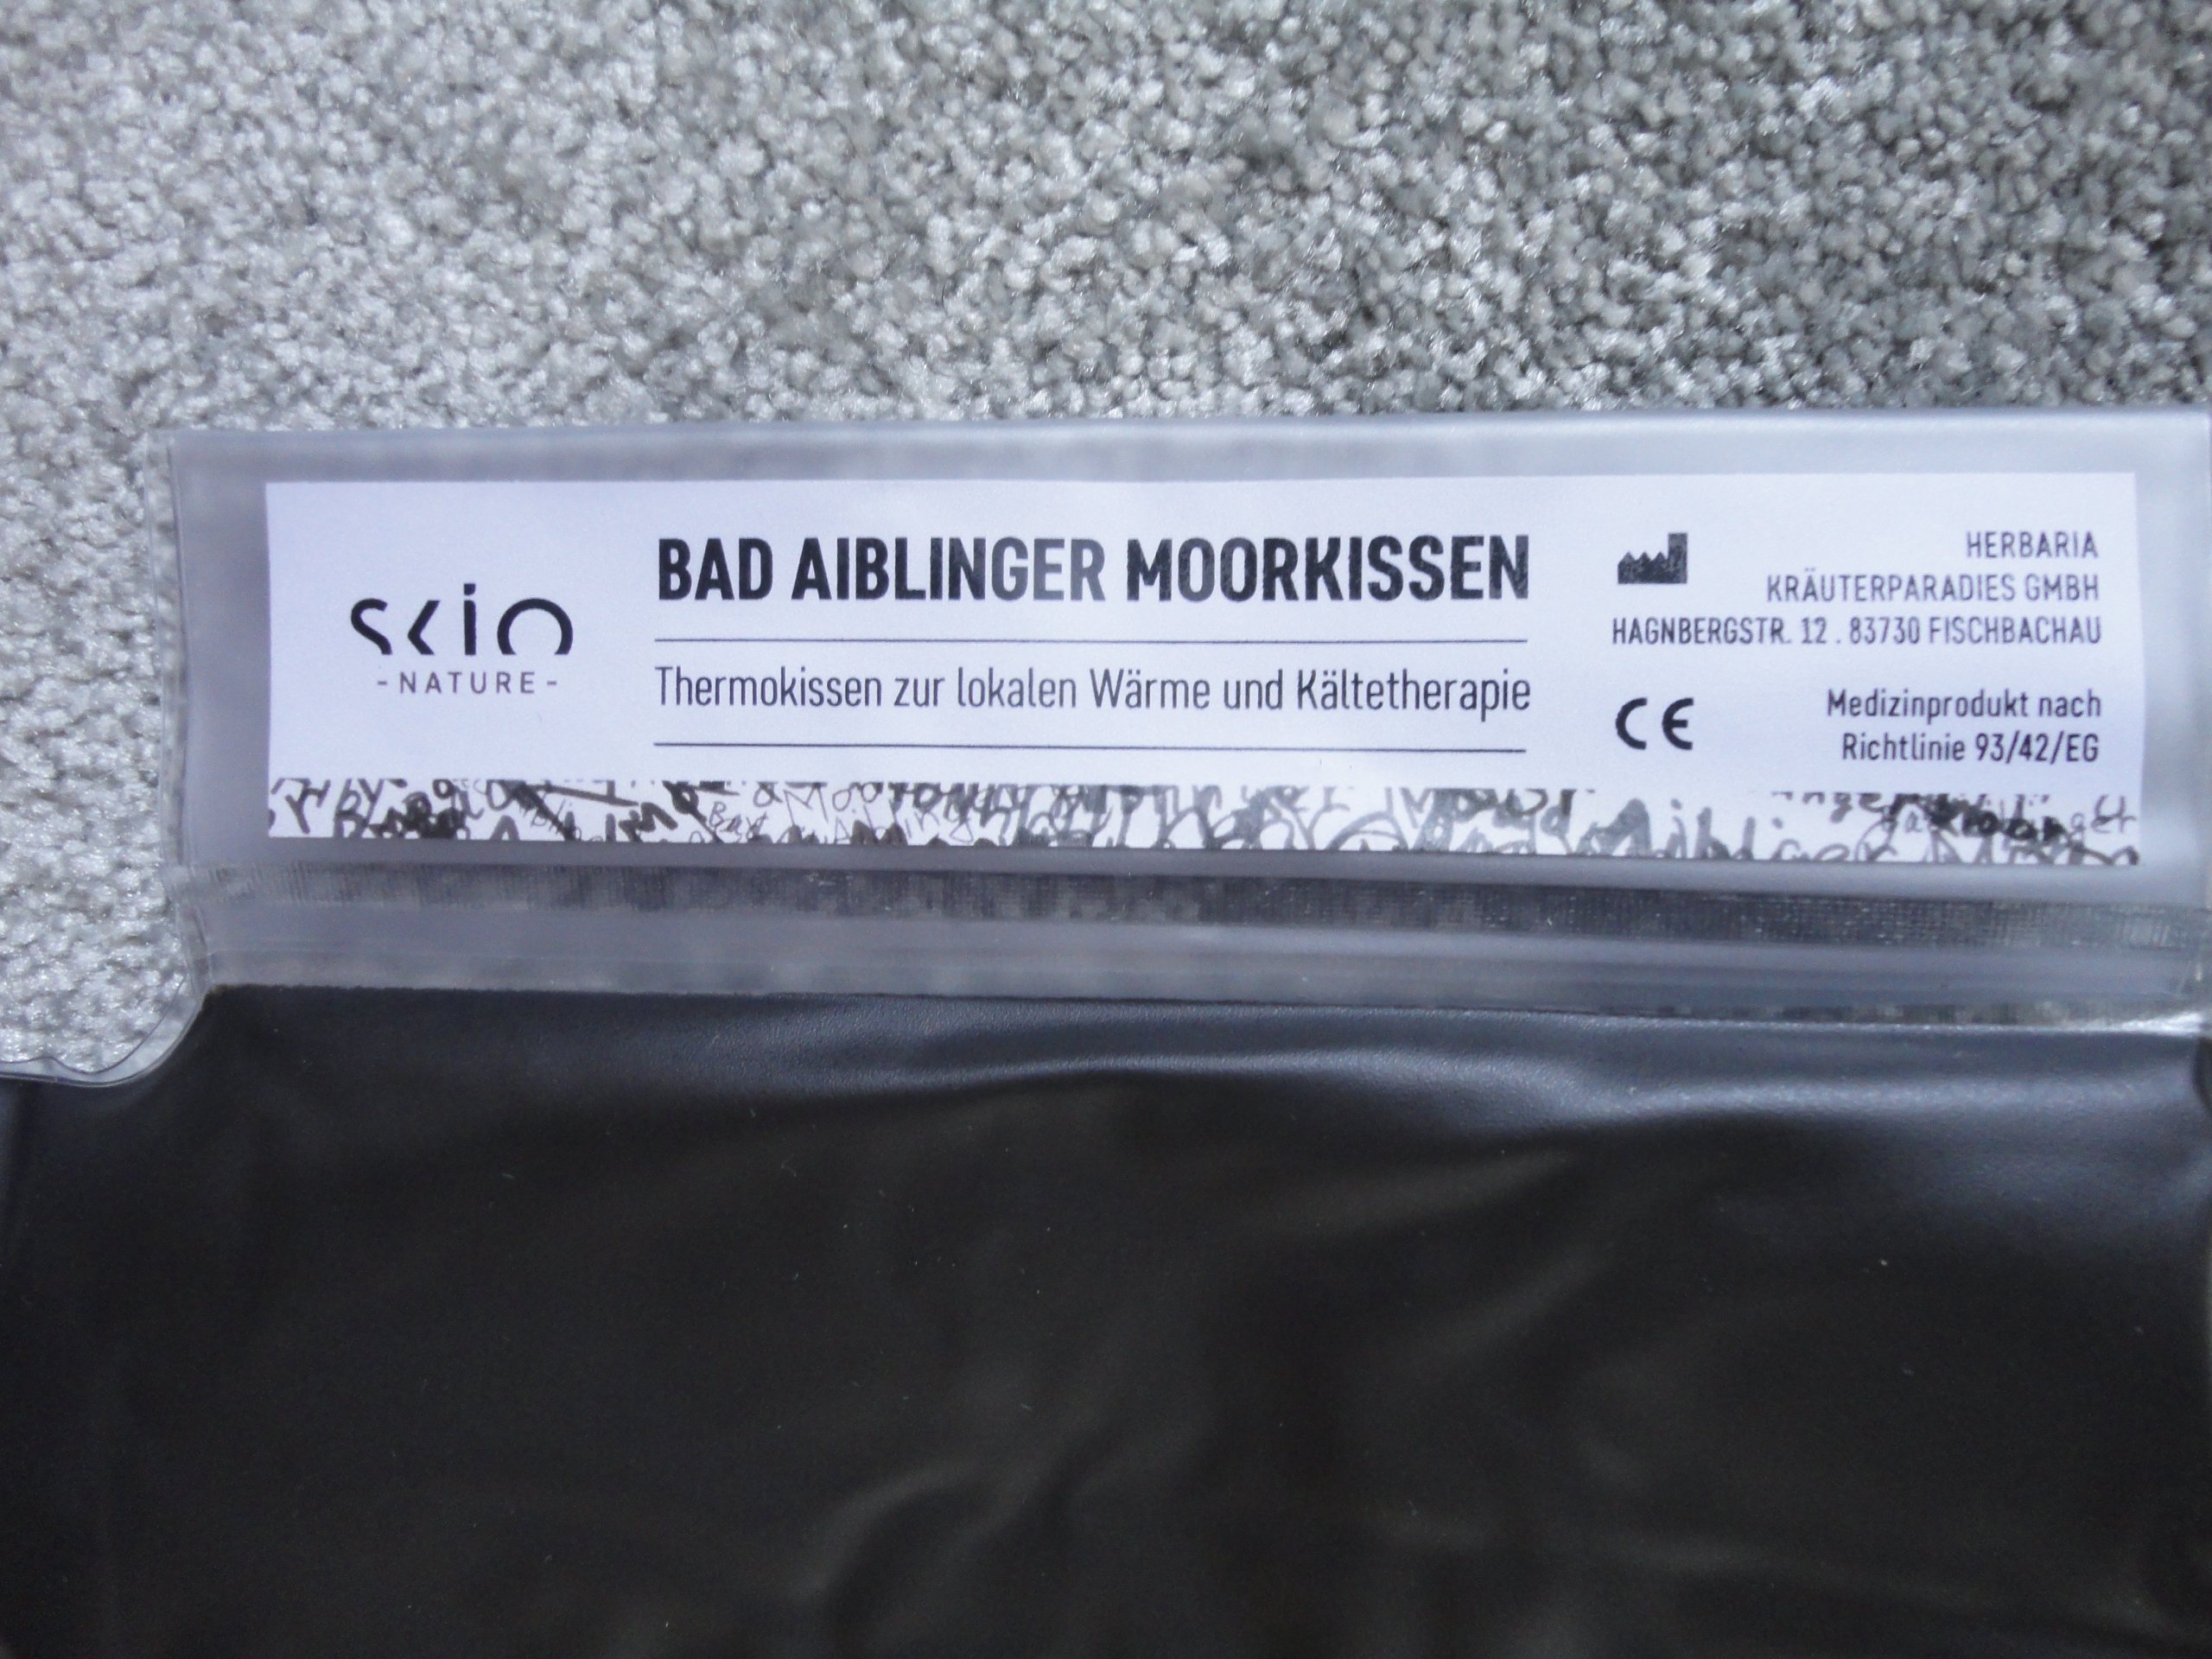 SKIO
-NATURE-
BAD AIBLINGER MOORKISSEN
Thermokissen zur lokalen Wärme und Kältetherapie
HERBARIA
KRÄUTERPARADIES GMBH
HAGNBERGSTR. 12 . 83730 FISCHBACHAU
CE
Medizinprodukt nach
Richtlinie 93/42/EG